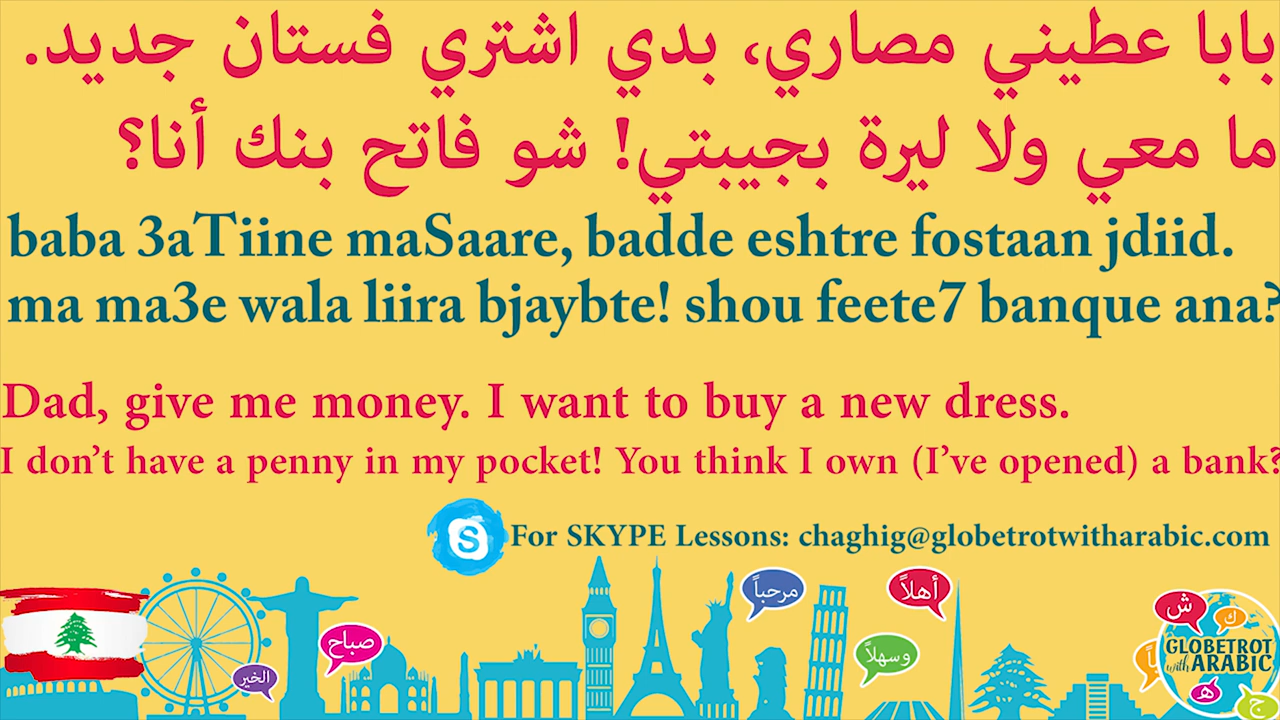 بابا عطيني مصاري، بدي اشتري فستان جديد.
ما معي ولا ليرة بجيبتي! شو فاتح بنك أنا؟
baba 3aTiine maSaare, badde eshtre fostaan jdiid.
ma ma3e wala liira bjaybte! shou feete7 banque ana?
Dad, give me money. I want to buy a new dress.
I don't have a penny in my pocket! You think I own (I've opened) a bank?
S
For SKYPE Lessons: chaghig@globetrotwitharabic.com
مرحباً
أهلاً
صباح
الخير
وسهلاً
ش
ك
GLOBETROT
with ARABIC
أ
ه
ج